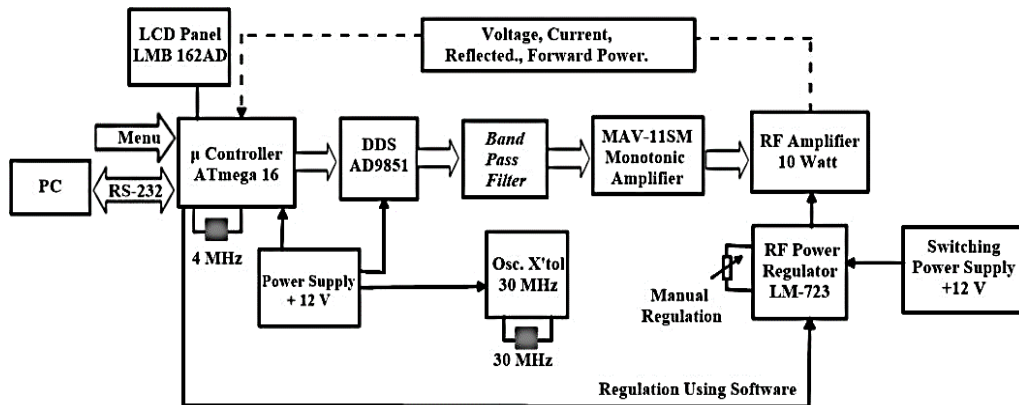 LCD Panel
LMB 162AD
Voltage, Current,
Reflected., Forward Power.
Menu
PC
RS-232
μ Controller
ATmega 16
DDS
AD9851
Band
Pass
Filter
MAV-11SM
Monotonic
Amplifier
RF Amplifier
10 Watt
4 MHz
Power Supply
+ 12 V
Osc. X'tol
30 MHz
30 MHz
Manual
Regulation
RF Power
Regulator
LM-723
Switching
Power Supply
+12 V
Regulation Using Software